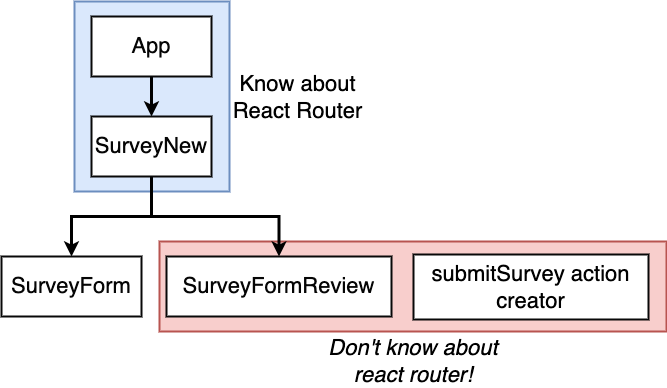 App
Know about
React Router
SurveyNew
SurveyForm
SurveyFormReview
submitSurvey action
creator
Don't know about
react router!